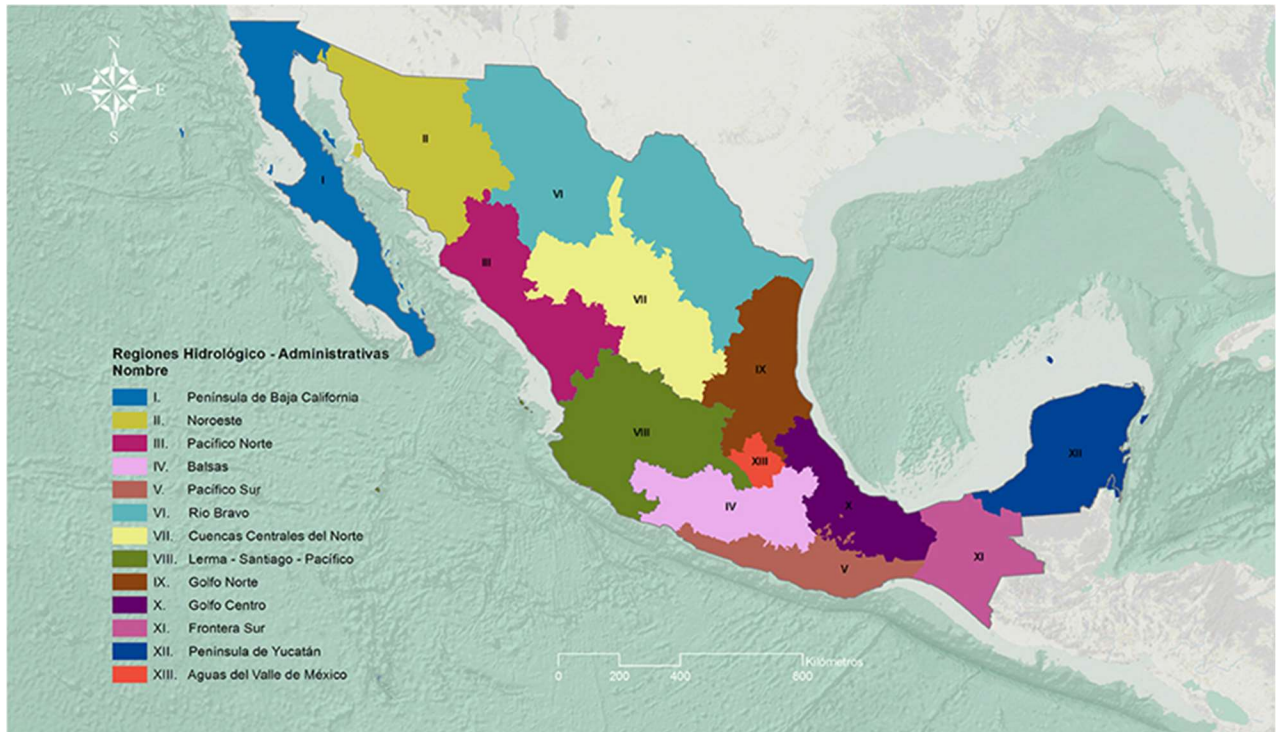 N
W E
S
I
II
III
VI
VII
VIII
IX
XIII
IV
X
V
XI
XII
Regiones Hidrológico - Administrativas
Nombre
I. Península de Baja California
II. Noroeste
III. Pacífico Norte
IV. Balsas
V. Pacífico Sur
VI. Rio Bravo
VII. Cuencas Centrales del Norte
VIII. Lerma - Santiago - Pacífico
IX. Golfo Norte
X. Golfo Centro
XI. Frontera Sur
XII. Península de Yucatán
XIII. Aguas del Valle de México
Kilómetros
0 200 400 600